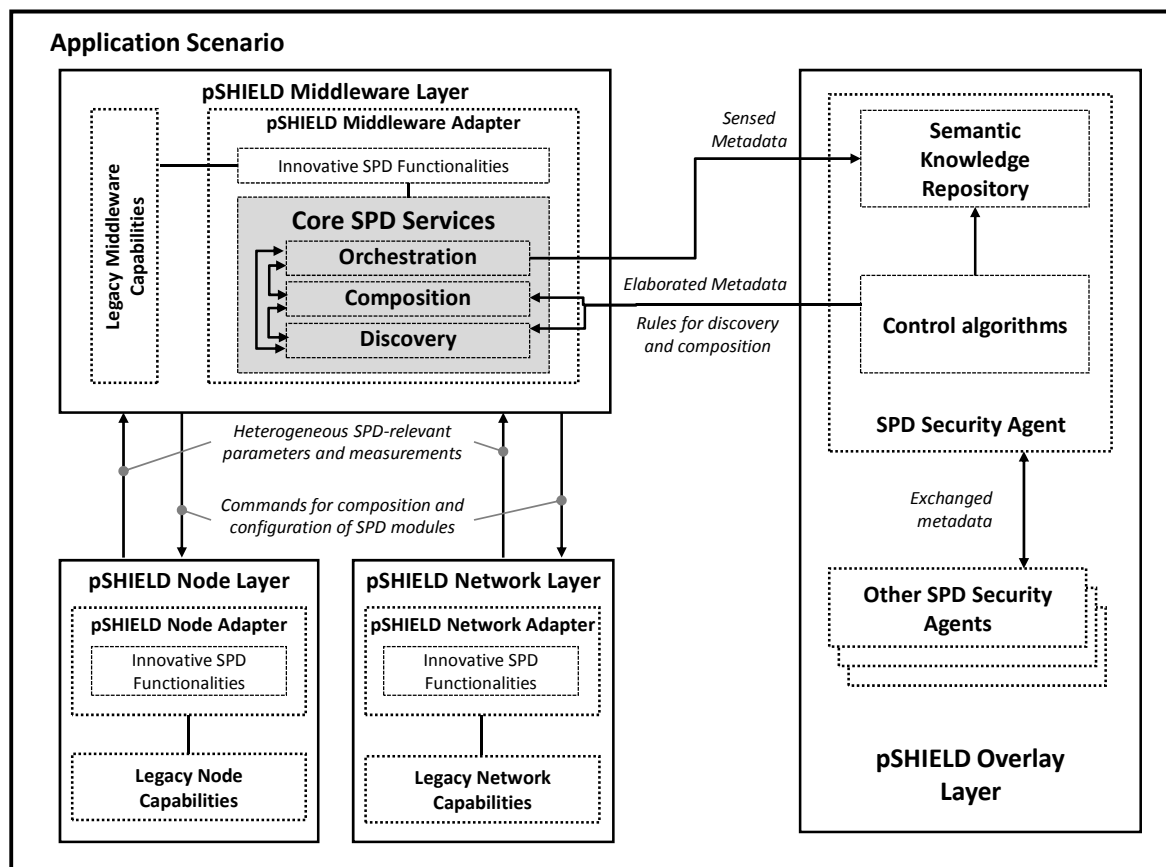 Application Scenario
pSHIELD Middleware Layer
Legacy Middleware
Capabilities
pSHIELD Middleware Adapter
Innovative SPD Functionalities
Core SPD Services
Orchestration
Composition
Discovery
Sensed
Metadata
Elaborated Metadata
Rules for discovery
and composition
Semantic
Knowledge
Repository
Control algorithms
SPD Security Agent
Exchanged
metadata
Other SPD Security
Agents
pSHIELD Overlay
Layer
Heterogeneous SPD-relevant
parameters and measurements
Commands for composition and
configuration of SPD modules
pSHIELD Node Layer
pSHIELD Node Adapter
Innovative SPD
Functionalities
Legacy Node
Capabilities
pSHIELD Network Layer
pSHIELD Network Adapter
Innovative SPD
Functionalities
Legacy Network
Capabilities